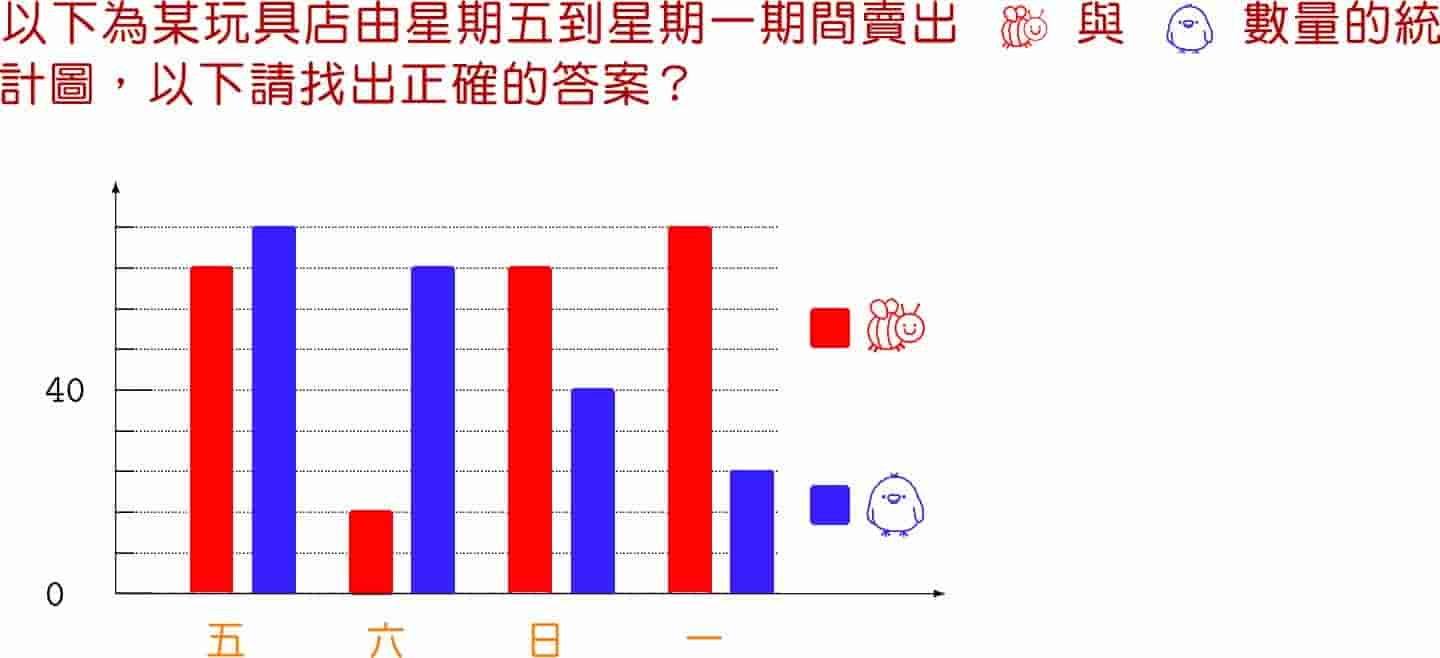 以下為某玩具店由星期五到星期一期間賣出 與 數量的統
計圖，以下請找出正確的答案？
40
0
五 六 日 一